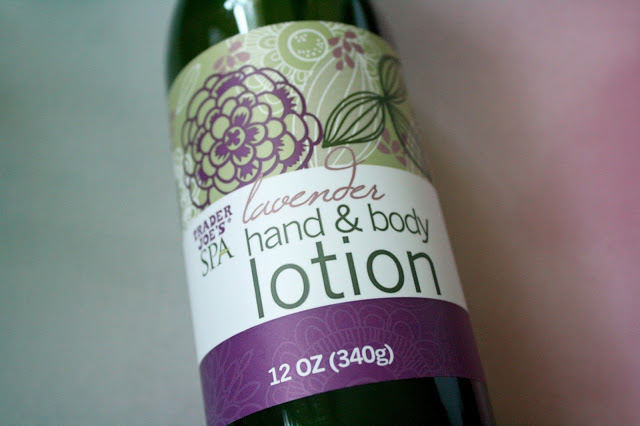 lavender
TRADER JOE'S®
SPA
hand & body
lotion
12 OZ (340g)